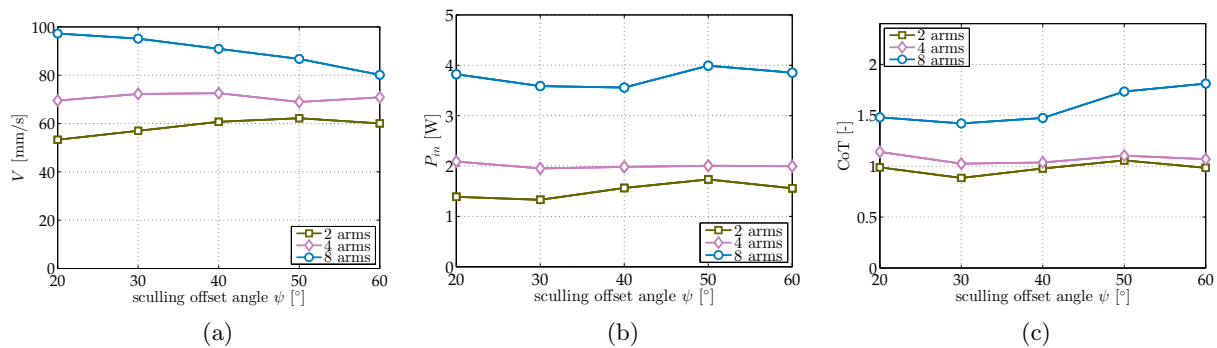 100
80
60
40
20
0
V [mm/s]
2 arms
4 arms
8 arms
20 30 40 50 60
sculling offset angle ψ [°]
(a)
5
4
3
2
1
0
P_in [W]
2 arms
4 arms
8 arms
20 30 40 50 60
sculling offset angle ψ [°]
(b)
2
1.5
1
0.5
0
CoT [-]
2 arms
4 arms
8 arms
20 30 40 50 60
sculling offset angle ψ [°]
(c)